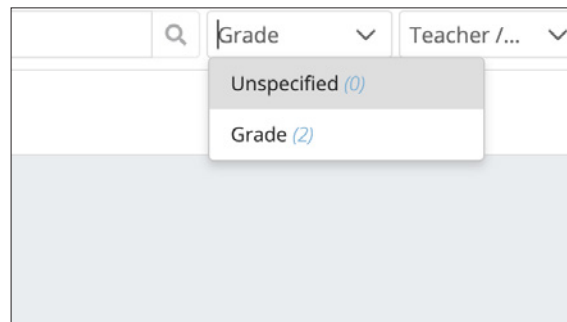 Grade Teacher /...
Unspecified (0)
Grade (2)